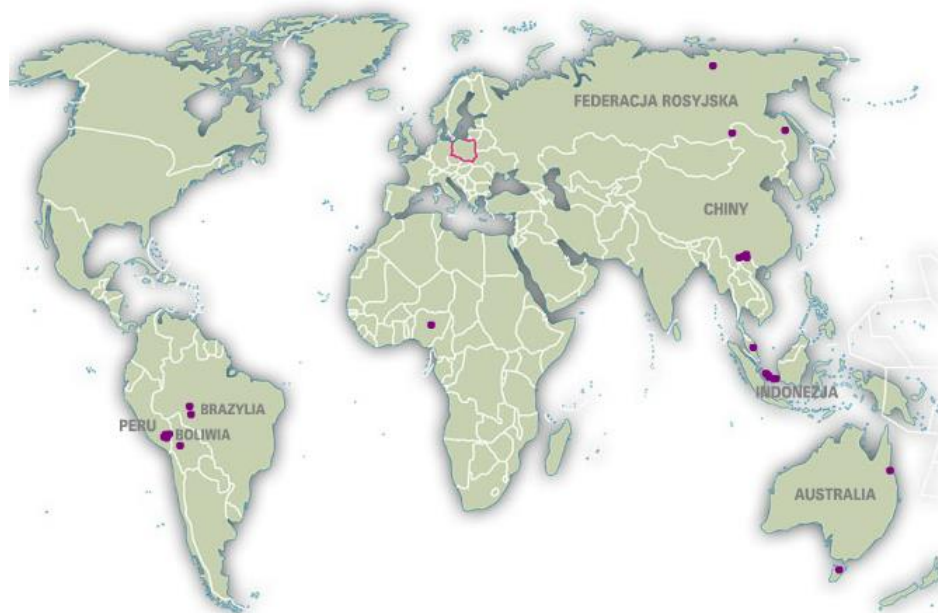 FEDERACJA ROSYJSKA
CHINY
INDONEZJA
BRAZYLIA
PERU
BOLIWIA
AUSTRALIA